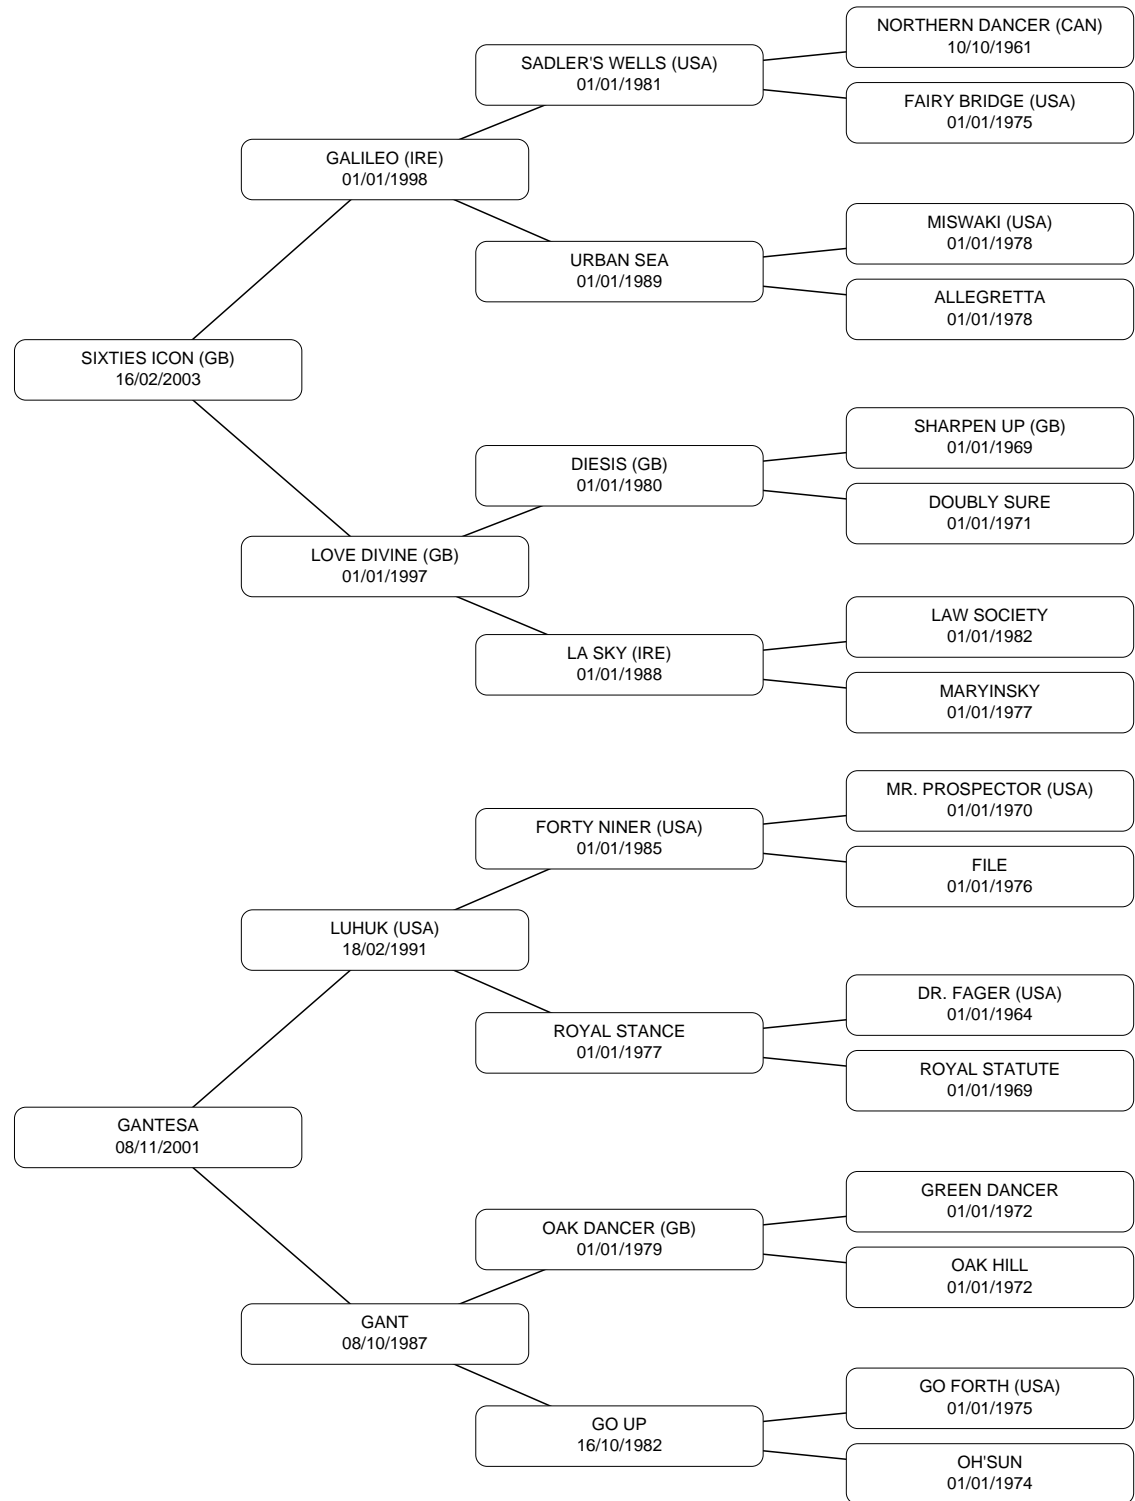 NORTHERN DANCER (CAN)
10/10/1961
SADLER'S WELLS (USA)
01/01/1981
FAIRY BRIDGE (USA)
01/01/1975
GALILEO (IRE)
01/01/1998
MISWAKI (USA)
01/01/1978
URBAN SEA
01/01/1989
ALLEGRETTA
01/01/1978
SIXTIES ICON (GB)
16/02/2003
SHARPEN UP (GB)
01/01/1969
DIESIS (GB)
01/01/1980
DOUBLY SURE
01/01/1971
LOVE DIVINE (GB)
01/01/1997
LAW SOCIETY
01/01/1982
LA SKY (IRE)
01/01/1988
MARYINSKY
01/01/1977
MR. PROSPECTOR (USA)
01/01/1970
FORTY NINER (USA)
01/01/1985
FILE
01/01/1976
LUHUK (USA)
18/02/1991
DR. FAGER (USA)
01/01/1964
ROYAL STANCE
01/01/1977
ROYAL STATUTE
01/01/1969
GANTESA
08/11/2001
GREEN DANCER
01/01/1972
OAK DANCER (GB)
01/01/1979
OAK HILL
01/01/1972
GANT
08/10/1987
GO FORTH (USA)
01/01/1975
GO UP
16/10/1982
OH'SUN
01/01/1974